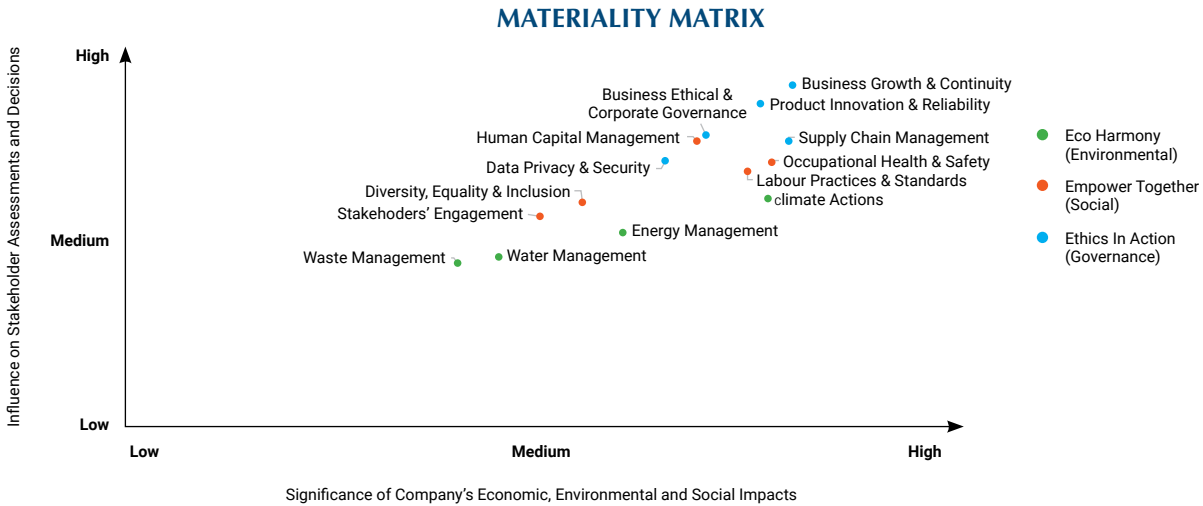 MATERIALITY MATRIX
Influence on Stakeholder Assessments and Decisions
High
Medium
Low
Business Growth & Continuity
Product Innovation & Reliability
Business Ethical &
Corporate Governance
Human Capital Management
Supply Chain Management
Data Privacy & Security
Occupational Health & Safety
Labour Practices & Standards
Diversity, Equality & Inclusion
climate Actions
Stakehoders’ Engagement
Energy Management
Waste Management
Water Management
Eco Harmony
(Environmental)
Empower Together
(Social)
Ethics In Action
(Governance)
Low
Medium
High
Significance of Company’s Economic, Environmental and Social Impacts